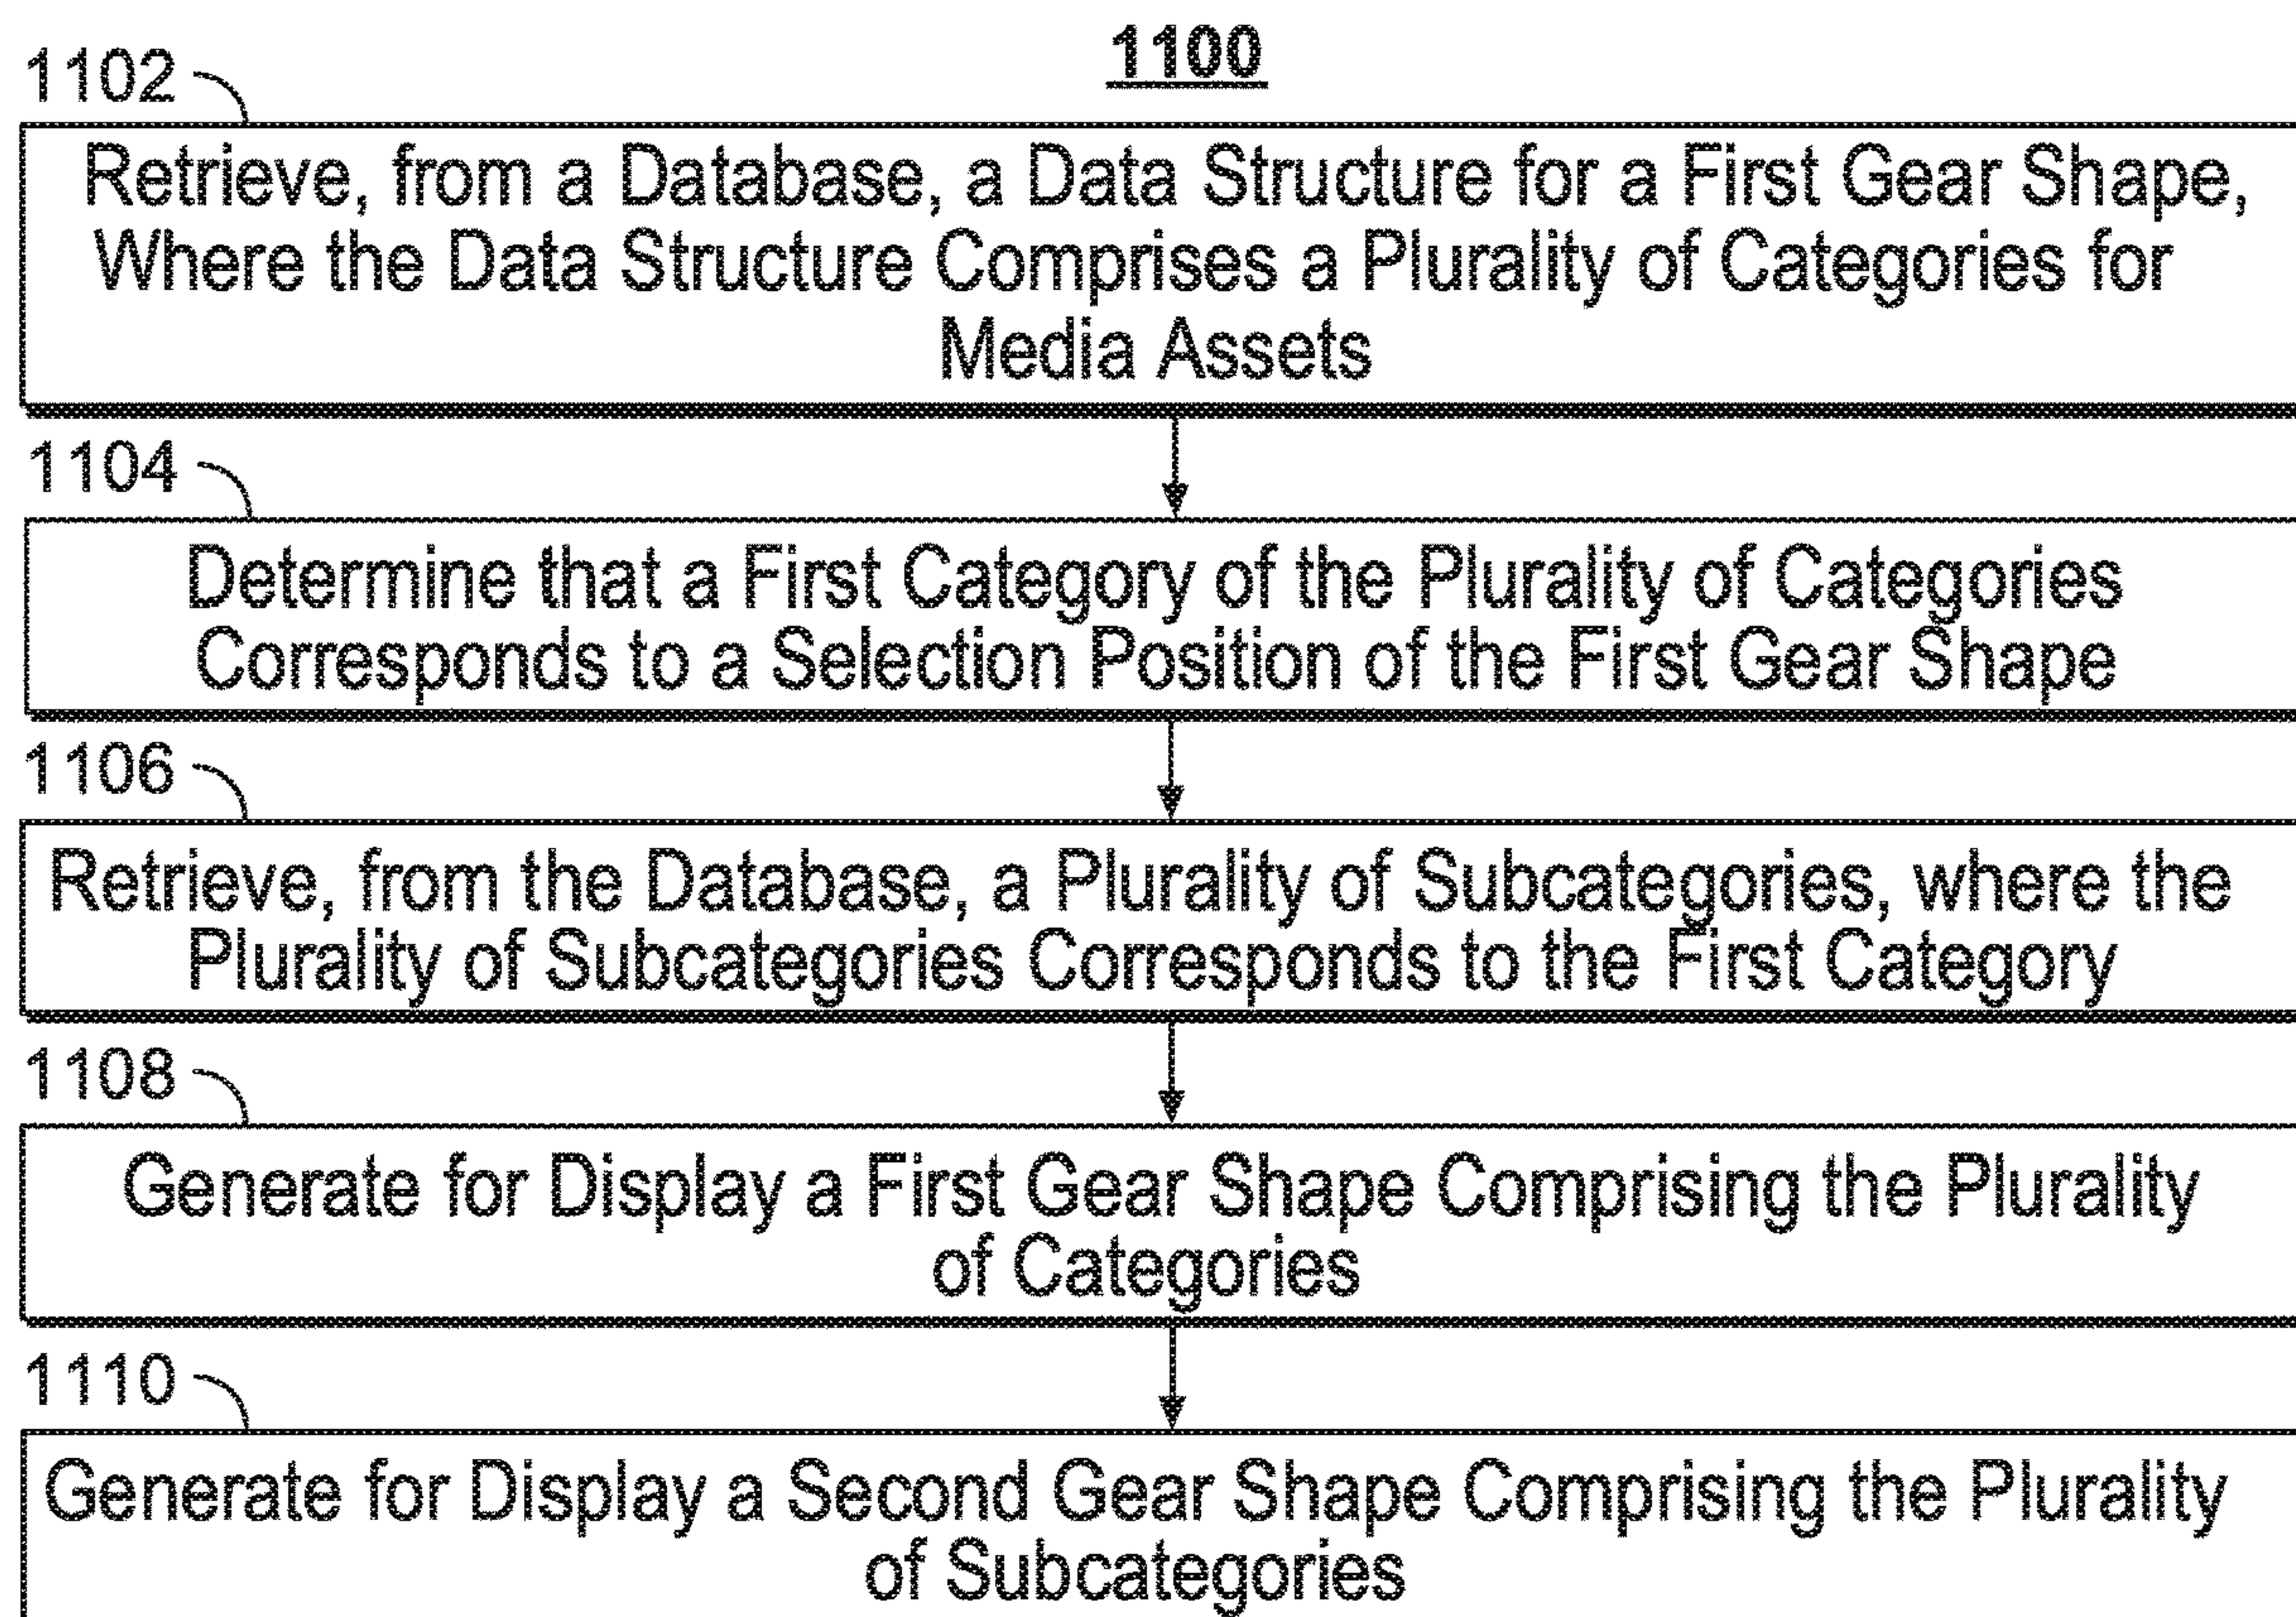 1100
1102
Retrieve, from a Database, a Data Structure for a First Gear Shape,
Where the Data Structure Comprises a Plurality of Categories for
Media Assets
1104
Determine that a First Category of the Plurality of Categories
Corresponds to a Selection Position of the First Gear Shape
1106
Retrieve, from the Database, a Plurality of Subcategories, where the
Plurality of Subcategories Corresponds to the First Category
1108
Generate for Display a First Gear Shape Comprising the Plurality
of Categories
1110
Generate for Display a Second Gear Shape Comprising the Plurality
of Subcategories